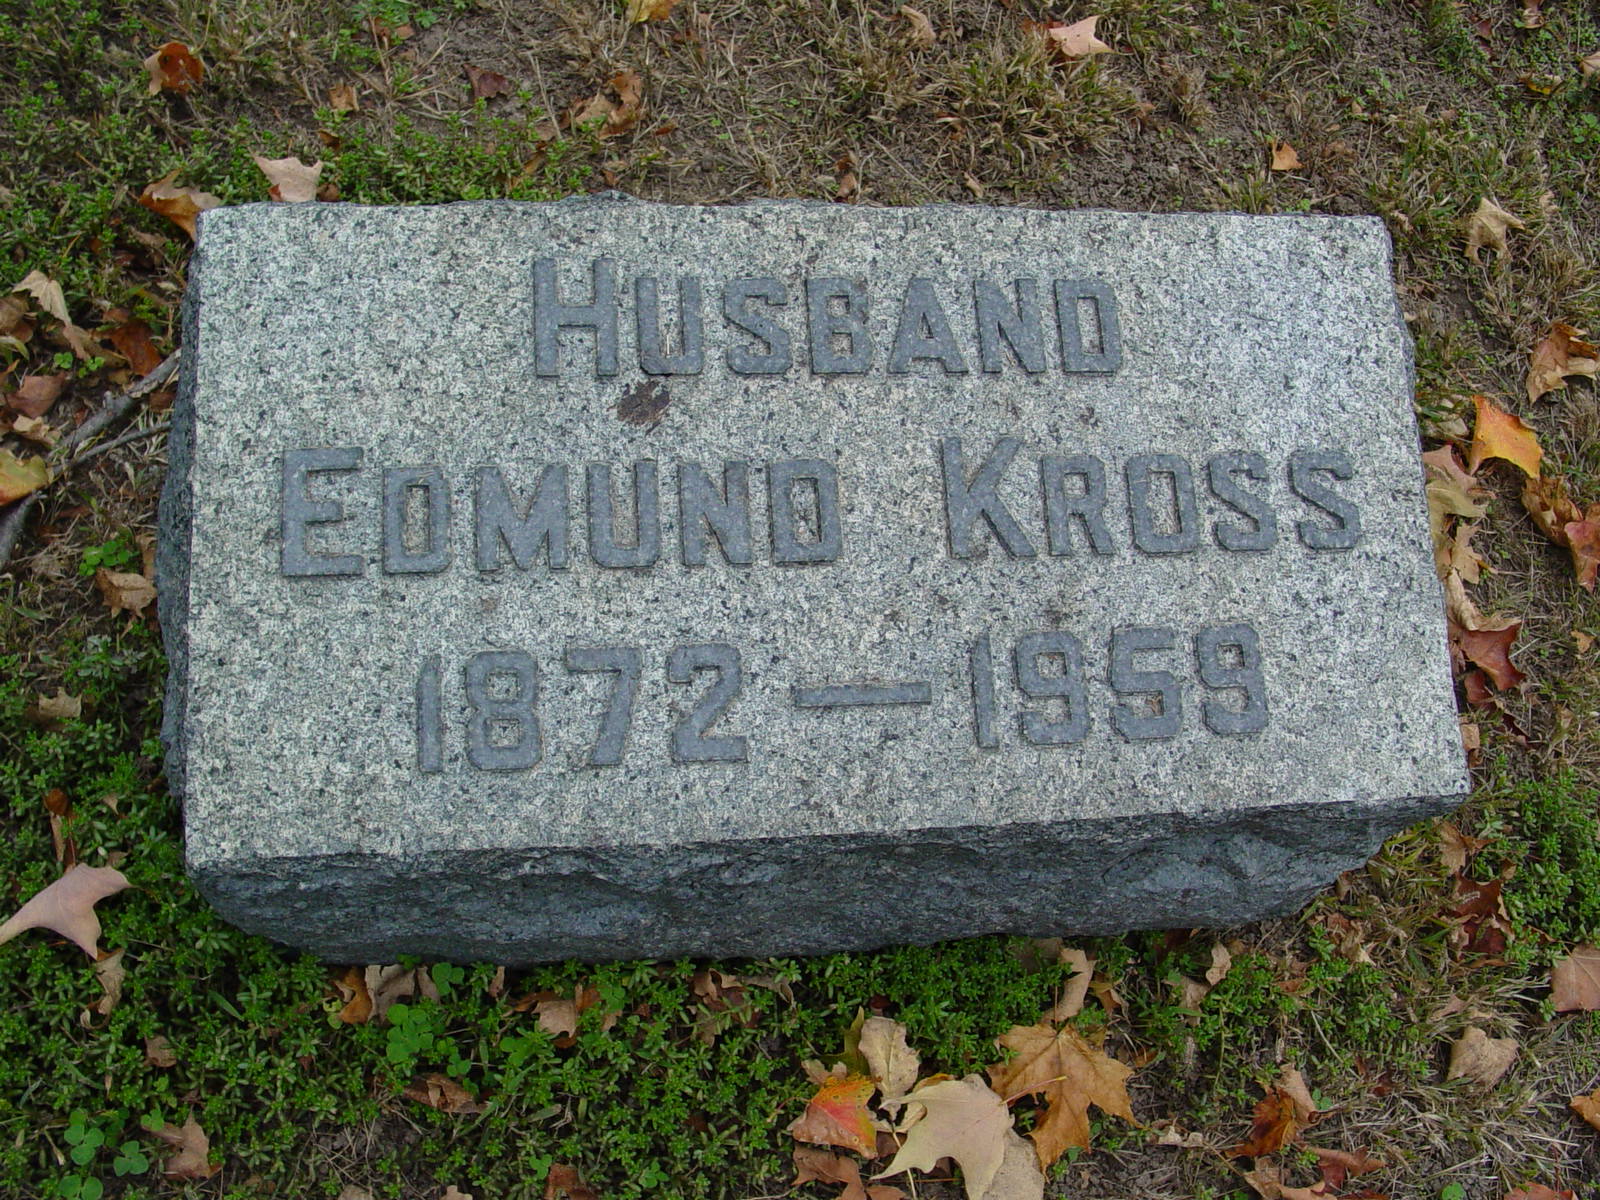 HUSBAND
EDMUND KROSS
1872 — 1959